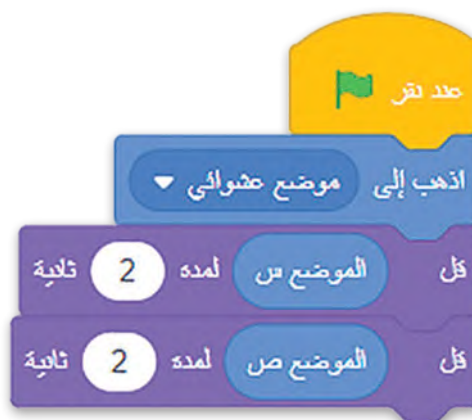 عند نقر
اذهب إلى موضع عشوائي
قل الموضع س لمدة 2 ثانية
قل الموضع ص لمدة 2 ثانية